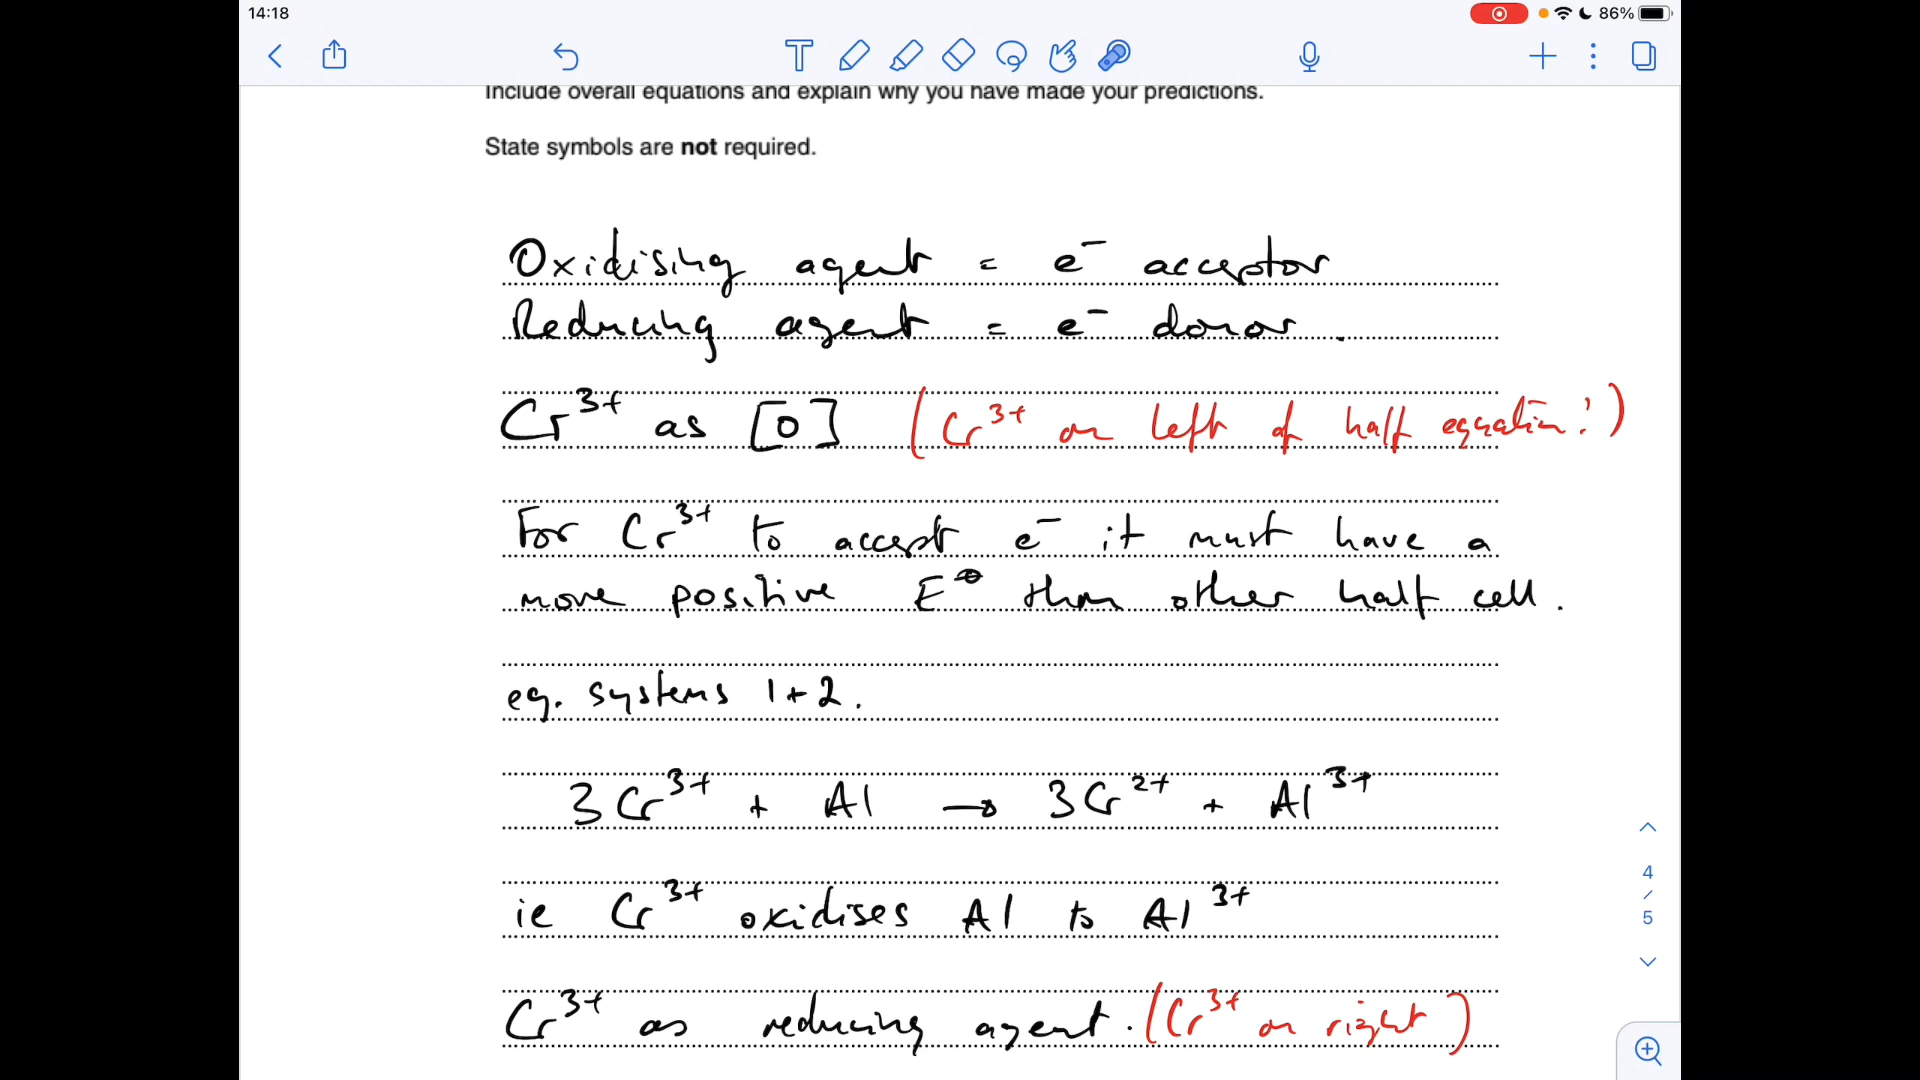 14:18
86%
Include overall equations and explain why you have made your predictions.
State symbols are not required.
Oxidising agent = e⁻ acceptor
Reducing agent = e⁻ donor.
Cr³⁺ as [O] (Cr³⁺ on left of half equation!)
For Cr³⁺ to accept e⁻ it must have a
more positive E⦵ than other half cell.
eg. systems 1+2.
3Cr³⁺ + Al → 3Cr²⁺ + Al³⁺
ie Cr³⁺ oxidises Al to Al³⁺
Cr³⁺ as reducing agent. (Cr³⁺ on right)
4
/
5